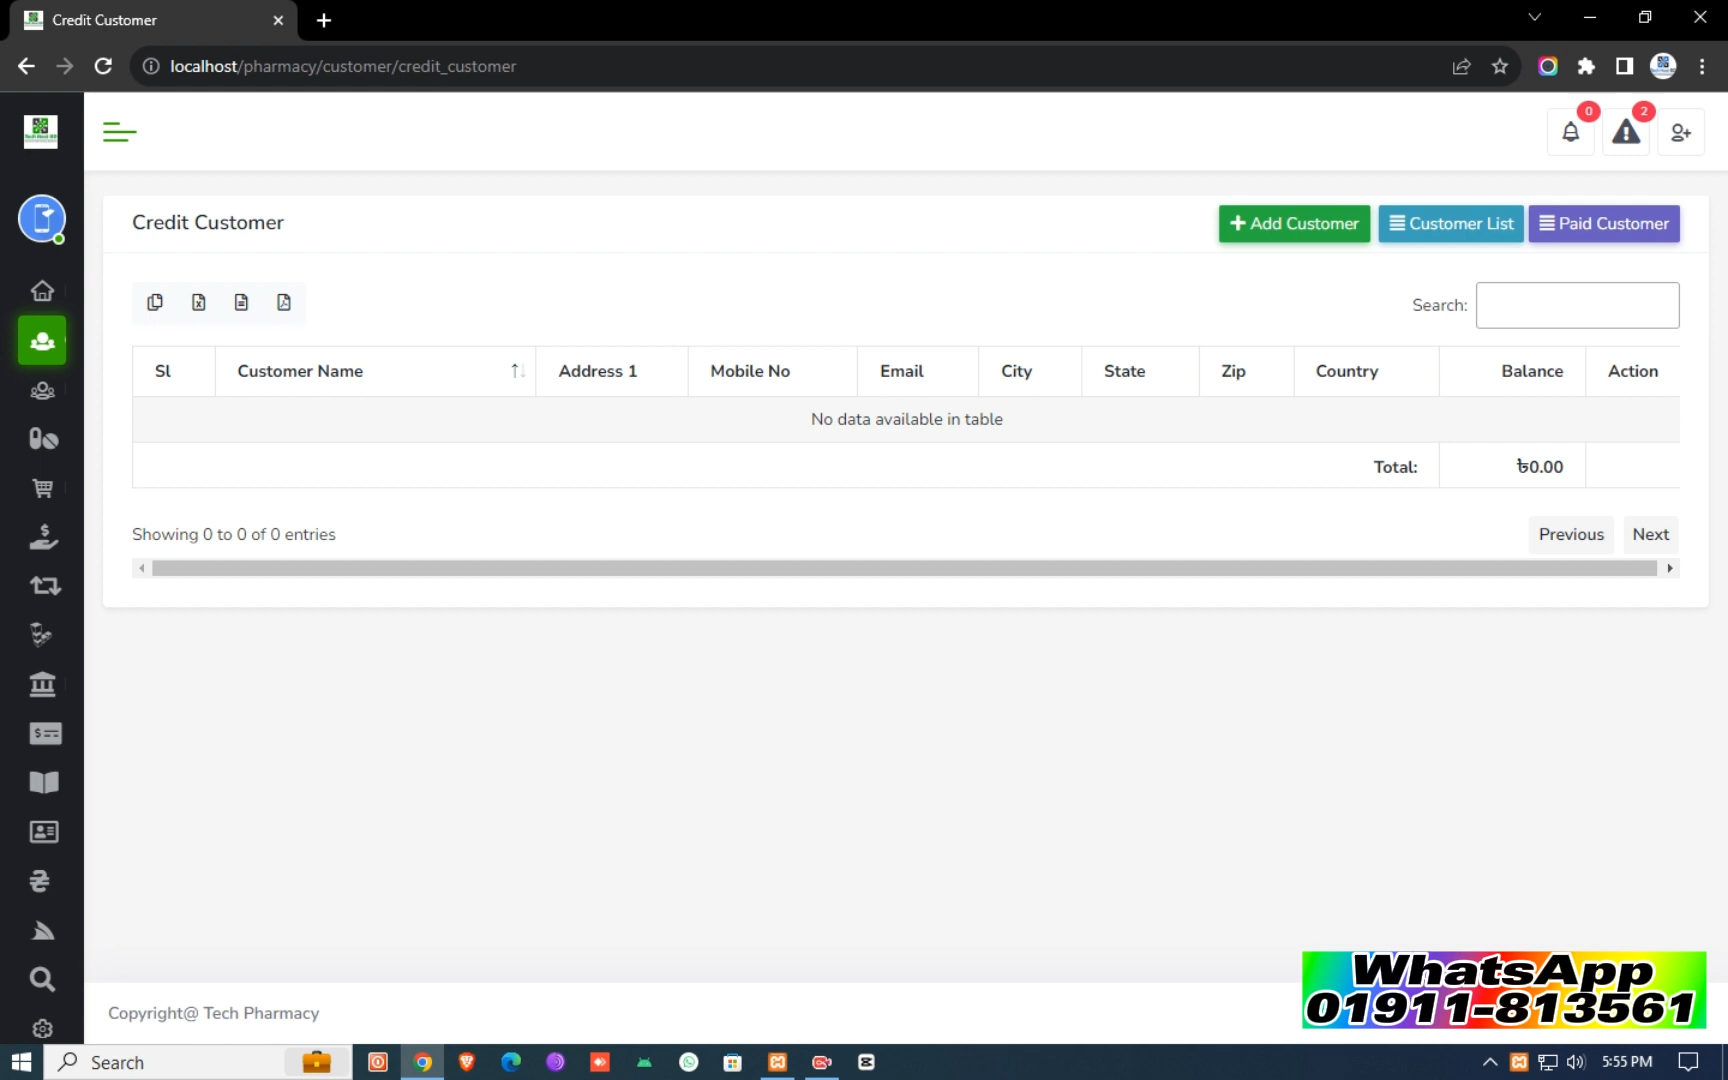 Credit Customer
localhost/pharmacy/customer/credit_customer
0
2
Credit Customer
Add Customer
Customer List
Paid Customer
Search:
Sl
Customer Name
Address 1
Mobile No
Email
City
State
Zip
Country
Balance
Action
No data available in table
Total:
৳0.00
Showing 0 to 0 of 0 entries
Previous
Next
Copyright@ Tech Pharmacy
WhatsApp
01911-813561
Search
5:55 PM